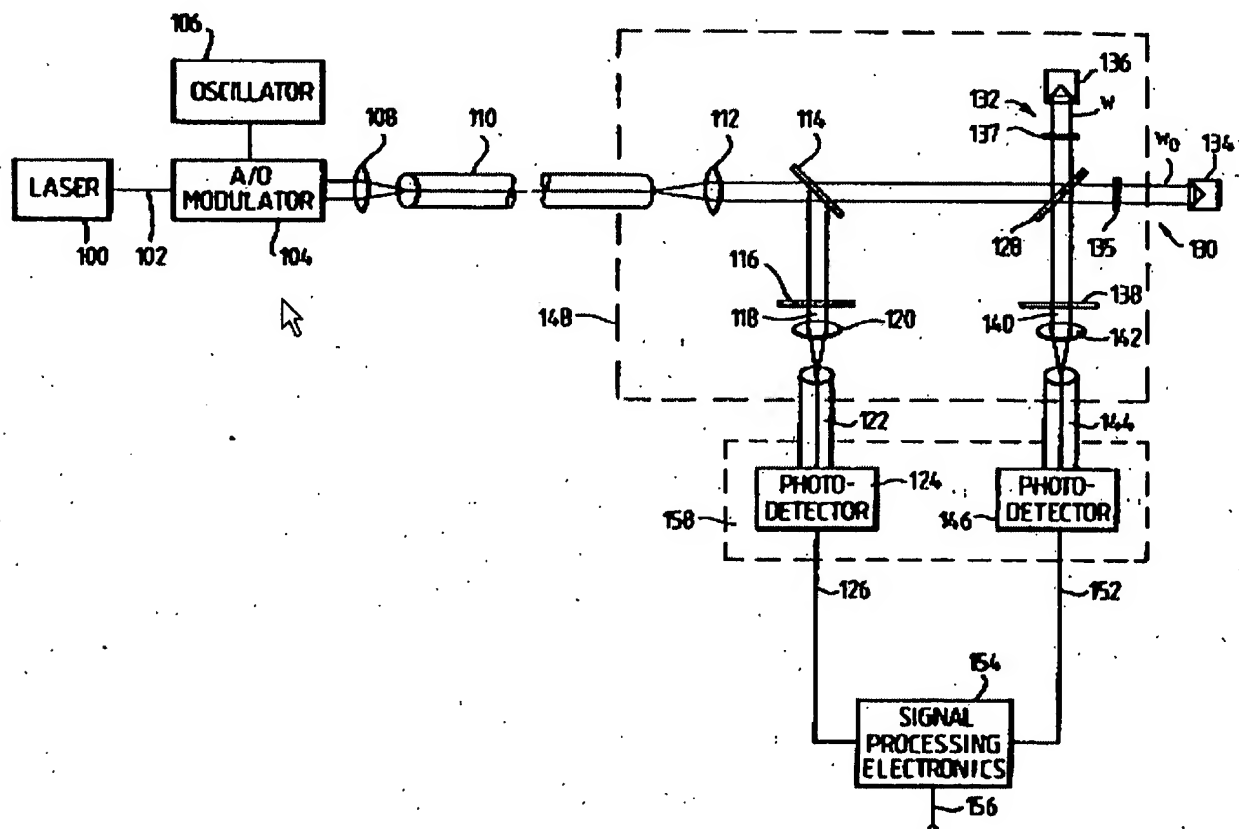 106
OSCILLATOR
108
110
LASER
100
102
A/O
MODULATOR
104
112
114
132
136
W
137
W0
134
128
135
130
116
118
120
148
138
140
142
122
144
PHOTO-
DETECTOR
124
158
PHOTO-
DETECTOR
146
126
152
154
SIGNAL
PROCESSING
ELECTRONICS
156